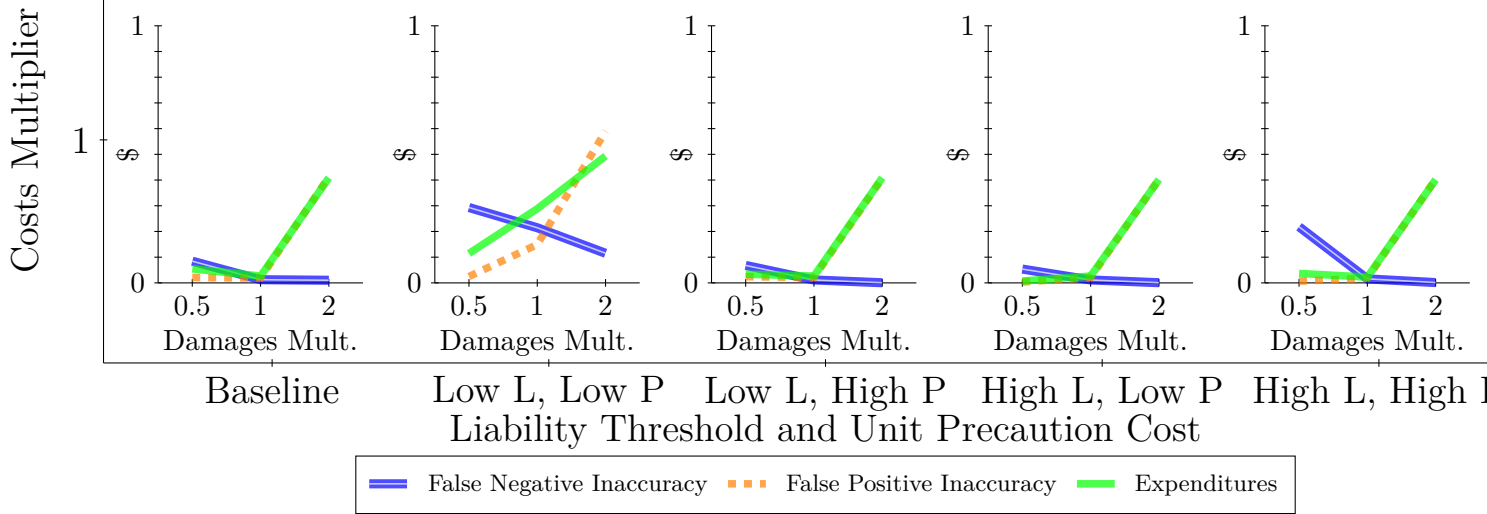 Costs Multiplier
1
1
$
0
0.5 1 2
Damages Mult.
1
$
0
0.5 1 2
Damages Mult.
1
$
0
0.5 1 2
Damages Mult.
1
$
0
0.5 1 2
Damages Mult.
1
$
0
0.5 1 2
Damages Mult.
Baseline
Low L, Low P
Low L, High P
High L, Low P
High L, High P
Liability Threshold and Unit Precaution Cost
False Negative Inaccuracy
False Positive Inaccuracy
Expenditures